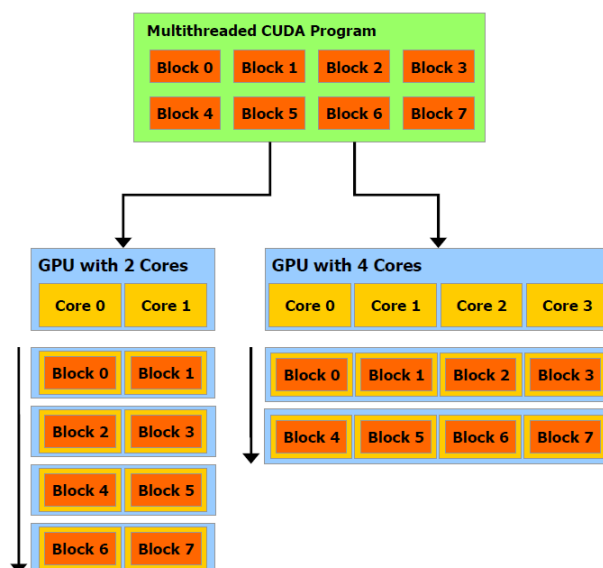 Multithreaded CUDA Program
Block 0 Block 1 Block 2 Block 3
Block 4 Block 5 Block 6 Block 7
GPU with 2 Cores
Core 0 Core 1
Block 0 Block 1
Block 2 Block 3
Block 4 Block 5
Block 6 Block 7
GPU with 4 Cores
Core 0 Core 1 Core 2 Core 3
Block 0 Block 1 Block 2 Block 3
Block 4 Block 5 Block 6 Block 7